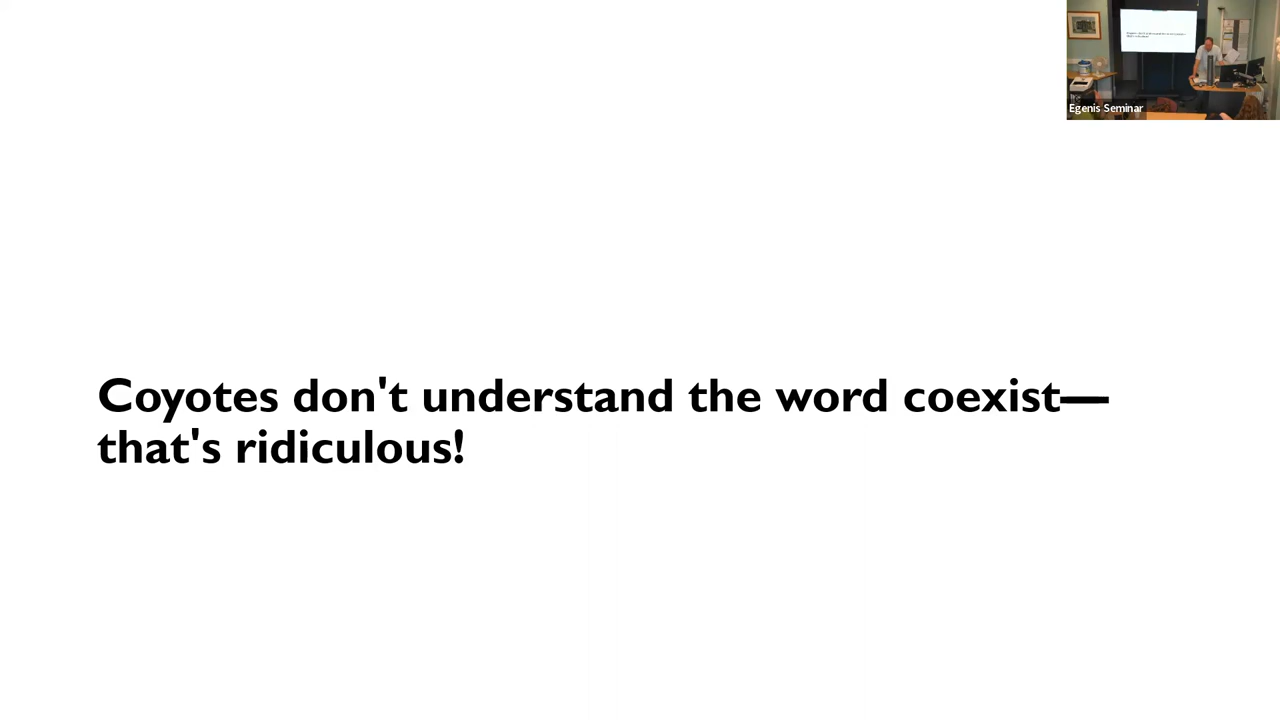 Egenis Seminar
Coyotes don't understand the word coexist—
that's ridiculous!